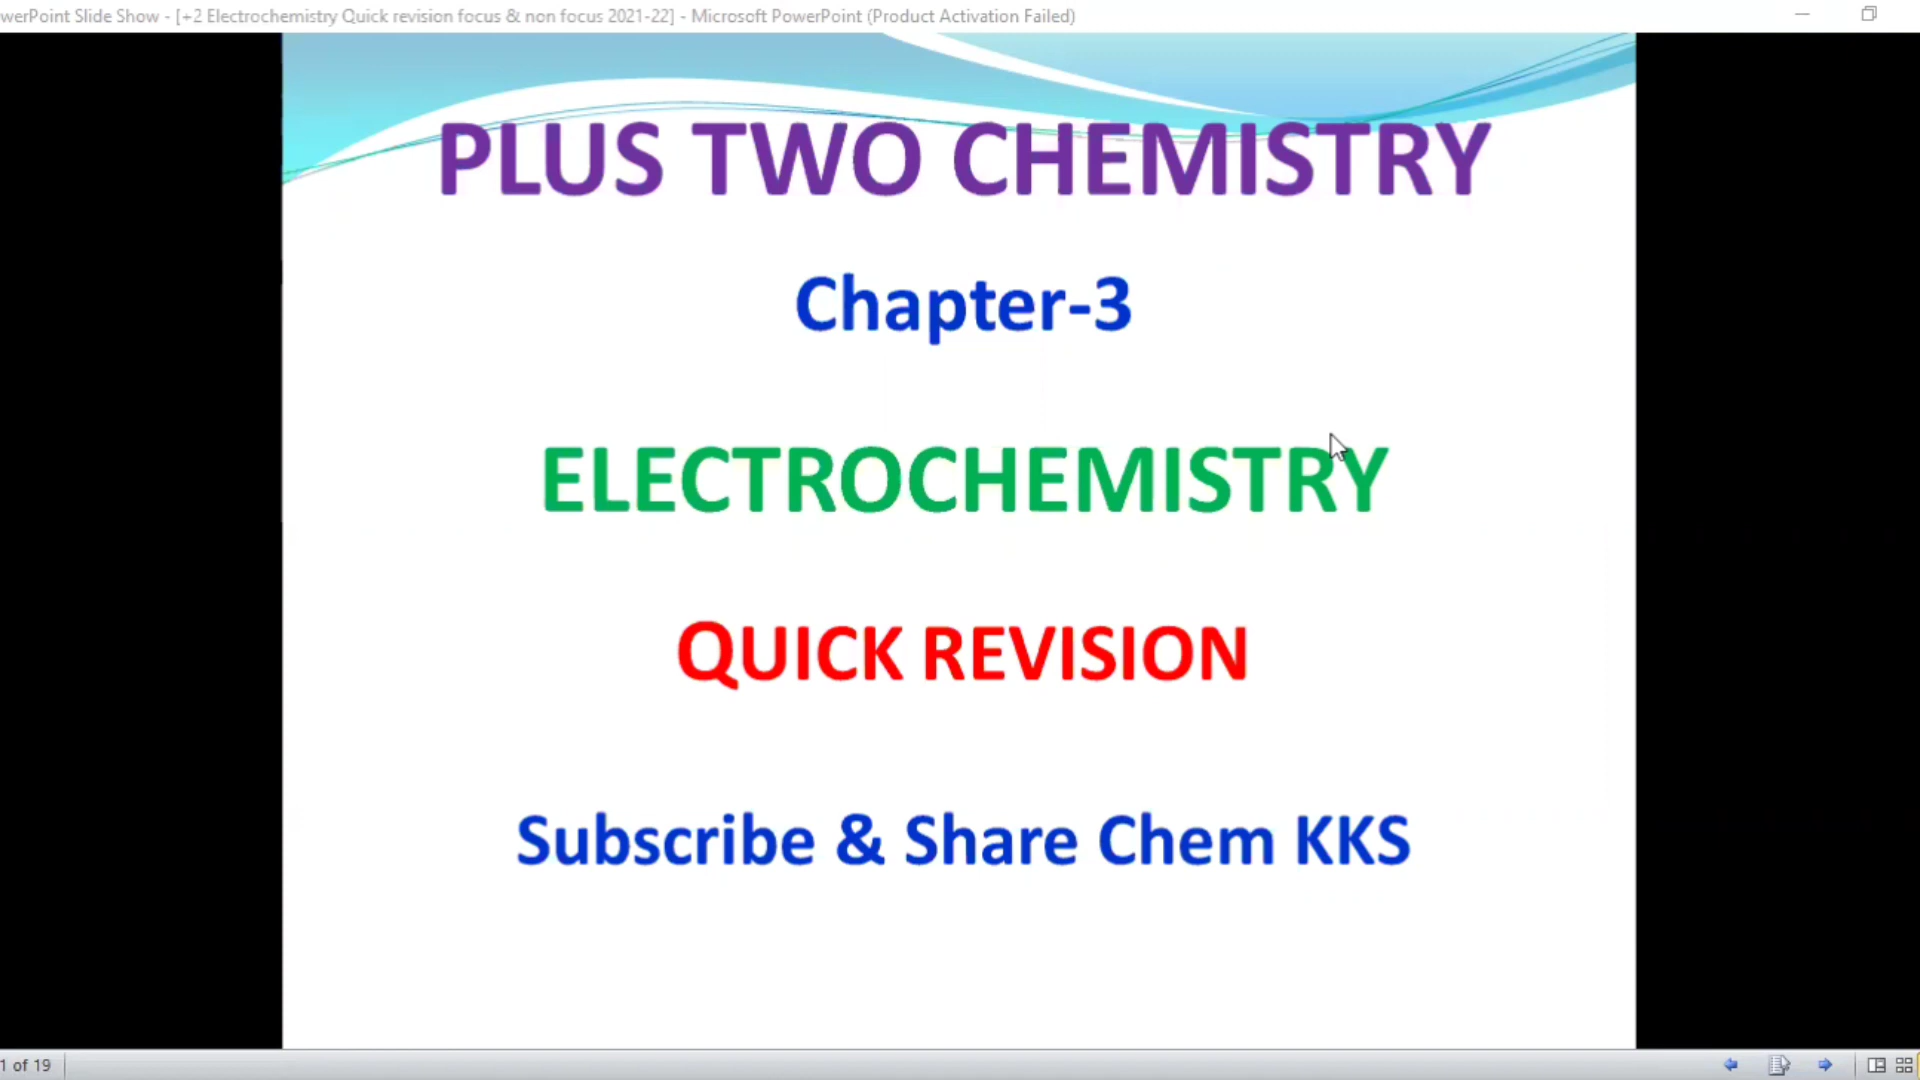 werPoint Slide Show - [+2 Electrochemistry Quick revision focus & non focus 2021-22] - Microsoft PowerPoint (Product Activation Failed)
PLUS TWO CHEMISTRY
Chapter-3
ELECTROCHEMISTRY
QUICK REVISION
Subscribe & Share Chem KKS
1 of 19